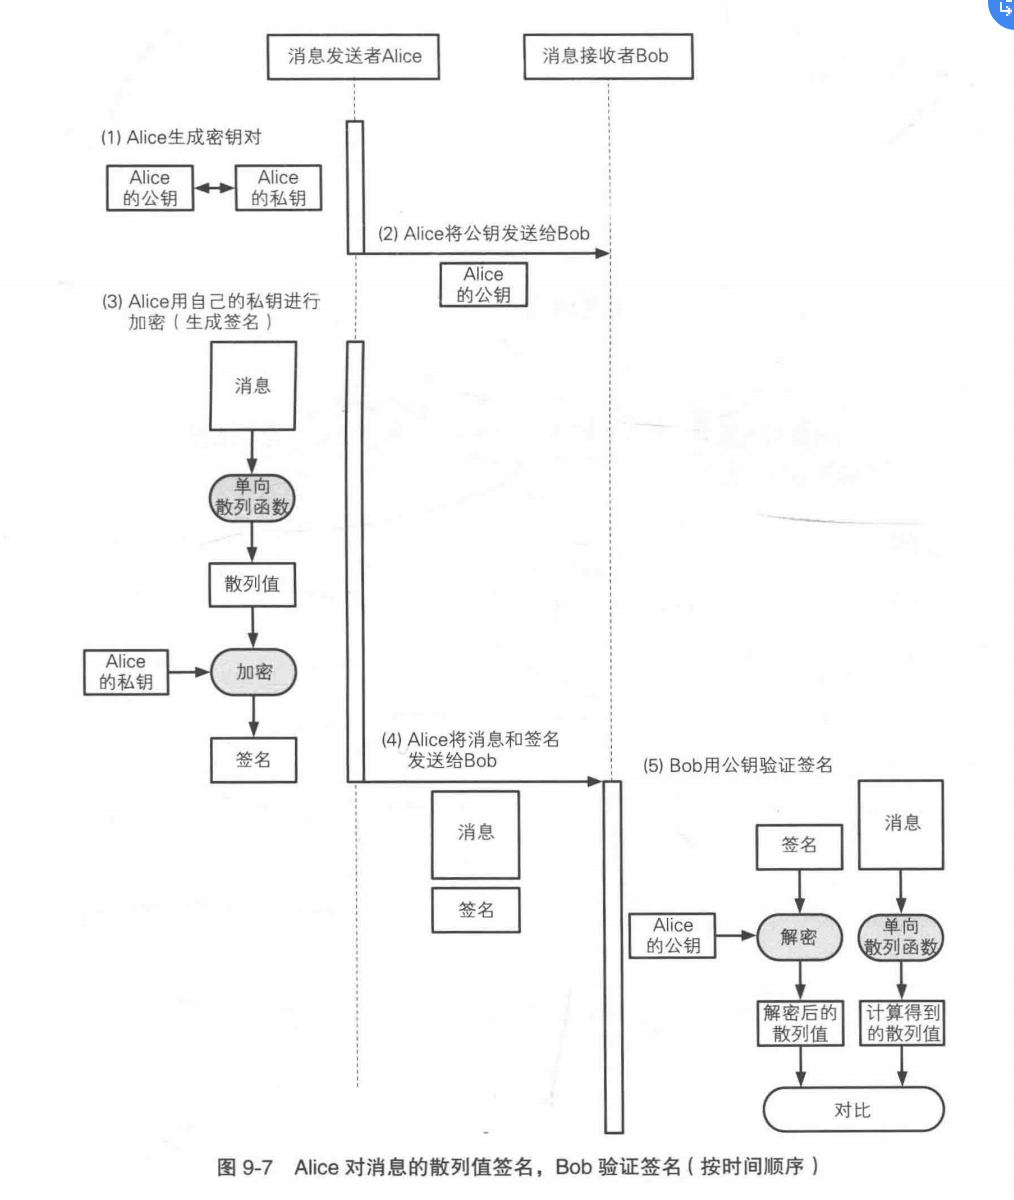 消息发送者Alice
消息接收者Bob
(1) Alice生成密钥对
Alice
的公钥
Alice
的私钥
(2) Alice将公钥发送给Bob
Alice
的公钥
(3) Alice用自己的私钥进行
加密（生成签名）
消息
单向
散列函数
散列值
Alice
的私钥
加密
签名
(4) Alice将消息和签名
发送给Bob
消息
签名
(5) Bob用公钥验证签名
签名
消息
Alice
的公钥
解密
单向
散列函数
解密后的
散列值
计算得到
的散列值
对比
图 9-7 Alice 对消息的散列值签名，Bob 验证签名（按时间顺序）